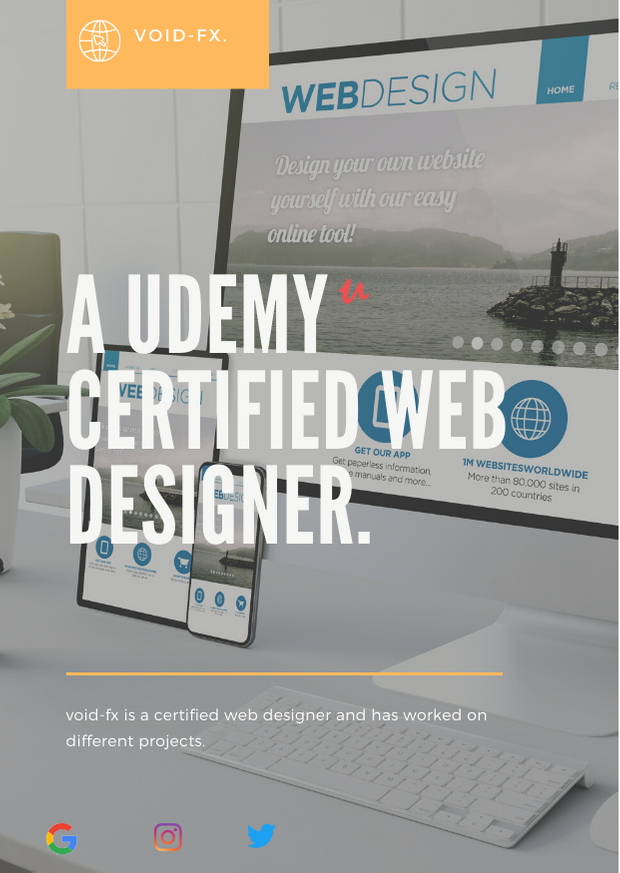 VOID-FX.
WEBDESIGN
HOME
RE
Design your own website
yourself with our easy
online tool!
A UDEMY u
CERTIFIED WEB
DESIGNER.
GET OUR APP
Get paperless information,
manuals and more...
1M WEBSITESWORLDWIDE
More than 80,000 sites in
200 countries
WEBDESIGN
void-fx is a certified web designer and has worked on
different projects.